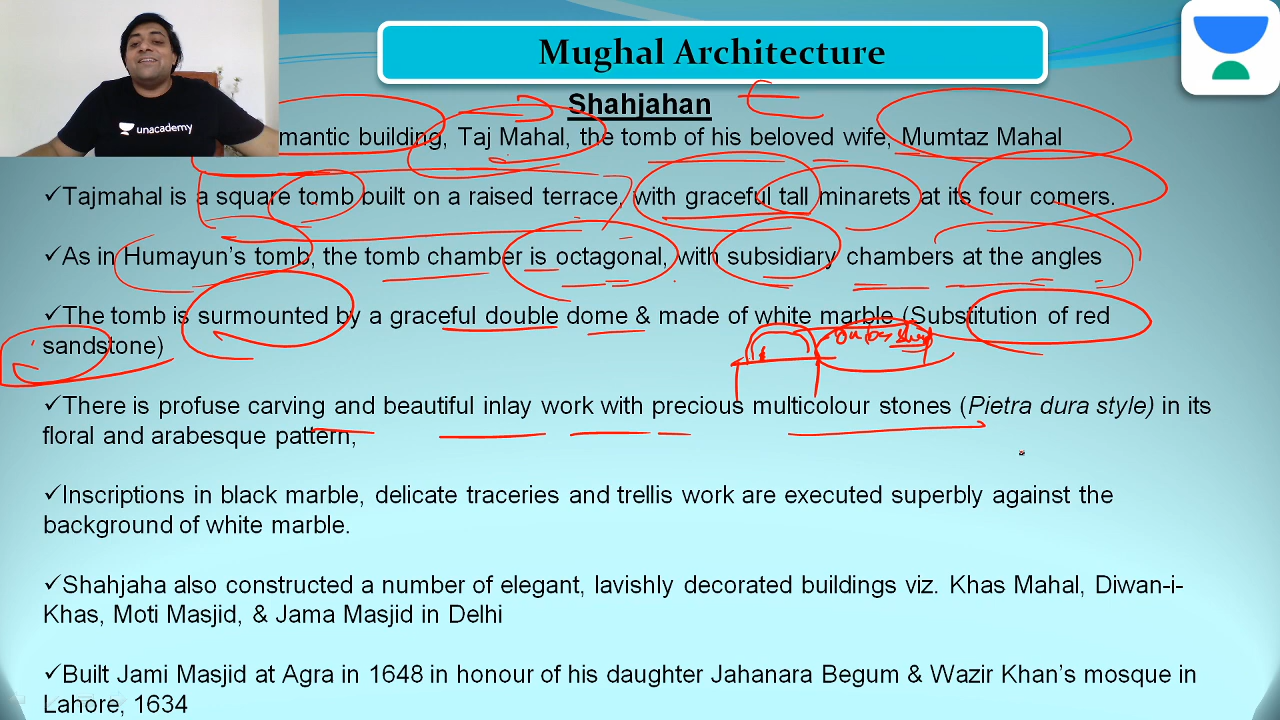 Mughal Architecture
unacademy
Shahjahan
mantic building, Taj Mahal, the tomb of his beloved wife, Mumtaz Mahal
✓Tajmahal is a square tomb built on a raised terrace, with graceful tall minarets at its four corners.
✓As in Humayun's tomb, the tomb chamber is octagonal, with subsidiary chambers at the angles
✓The tomb is surmounted by a graceful double dome & made of white marble (Substitution of red
sandstone)
✓There is profuse carving and beautiful inlay work with precious multicolour stones (Pietra dura style) in its
floral and arabesque pattern;
✓Inscriptions in black marble, delicate traceries and trellis work are executed superbly against the
background of white marble.
✓Shahjaha also constructed a number of elegant, lavishly decorated buildings viz. Khas Mahal, Diwan-i-
Khas, Moti Masjid, & Jama Masjid in Delhi
✓Built Jami Masjid at Agra in 1648 in honour of his daughter Jahanara Begum & Wazir Khan's mosque in
Lahore, 1634